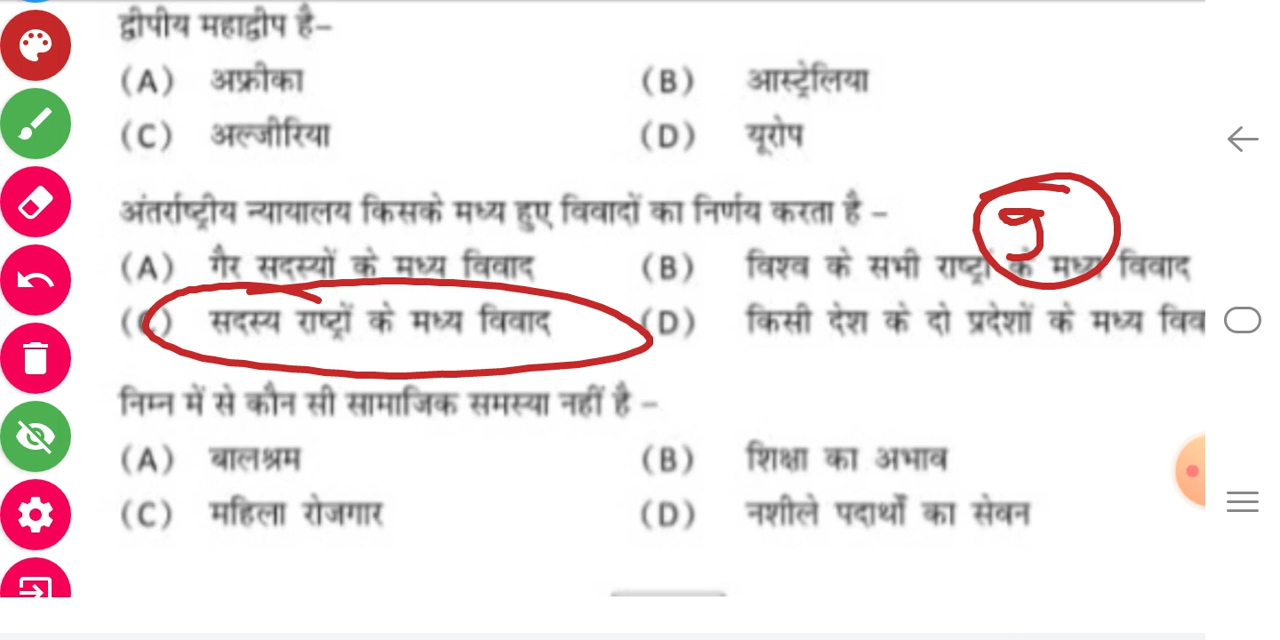 द्वीपीय महाद्वीप है–
(A) अफ्रीका (B) आस्ट्रेलिया
(C) अल्जीरिया (D) यूरोप
अंतर्राष्ट्रीय न्यायालय किसके मध्य हुए विवादों का निर्णय करता है –
(A) गैर सदस्यों के मध्य विवाद (B) विश्व के सभी राष्ट्रों के मध्य विवाद
(C) सदस्य राष्ट्रों के मध्य विवाद (D) किसी देश के दो प्रदेशों के मध्य विव
निम्न में से कौन सी सामाजिक समस्या नहीं है –
(A) बालश्रम (B) शिक्षा का अभाव
(C) महिला रोजगार (D) नशीले पदार्थों का सेवन